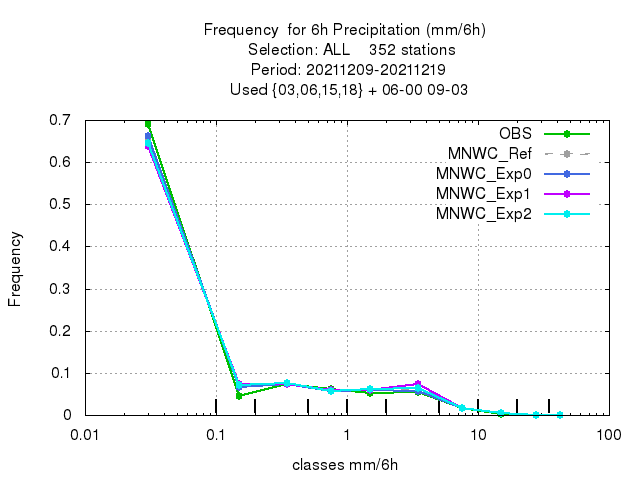 Frequency  for 6h Precipitation (mm/6h)
Selection: ALL    352 stations
Period: 20211209-20211219
Used {03,06,15,18} + 06-00 09-03
OBS
MNWC_Ref
MNWC_Exp0
MNWC_Exp1
MNWC_Exp2
0.7
0.6
0.5
0.4
0.3
0.2
0.1
0
Frequency
0.01 0.1 1 10 100
classes mm/6h